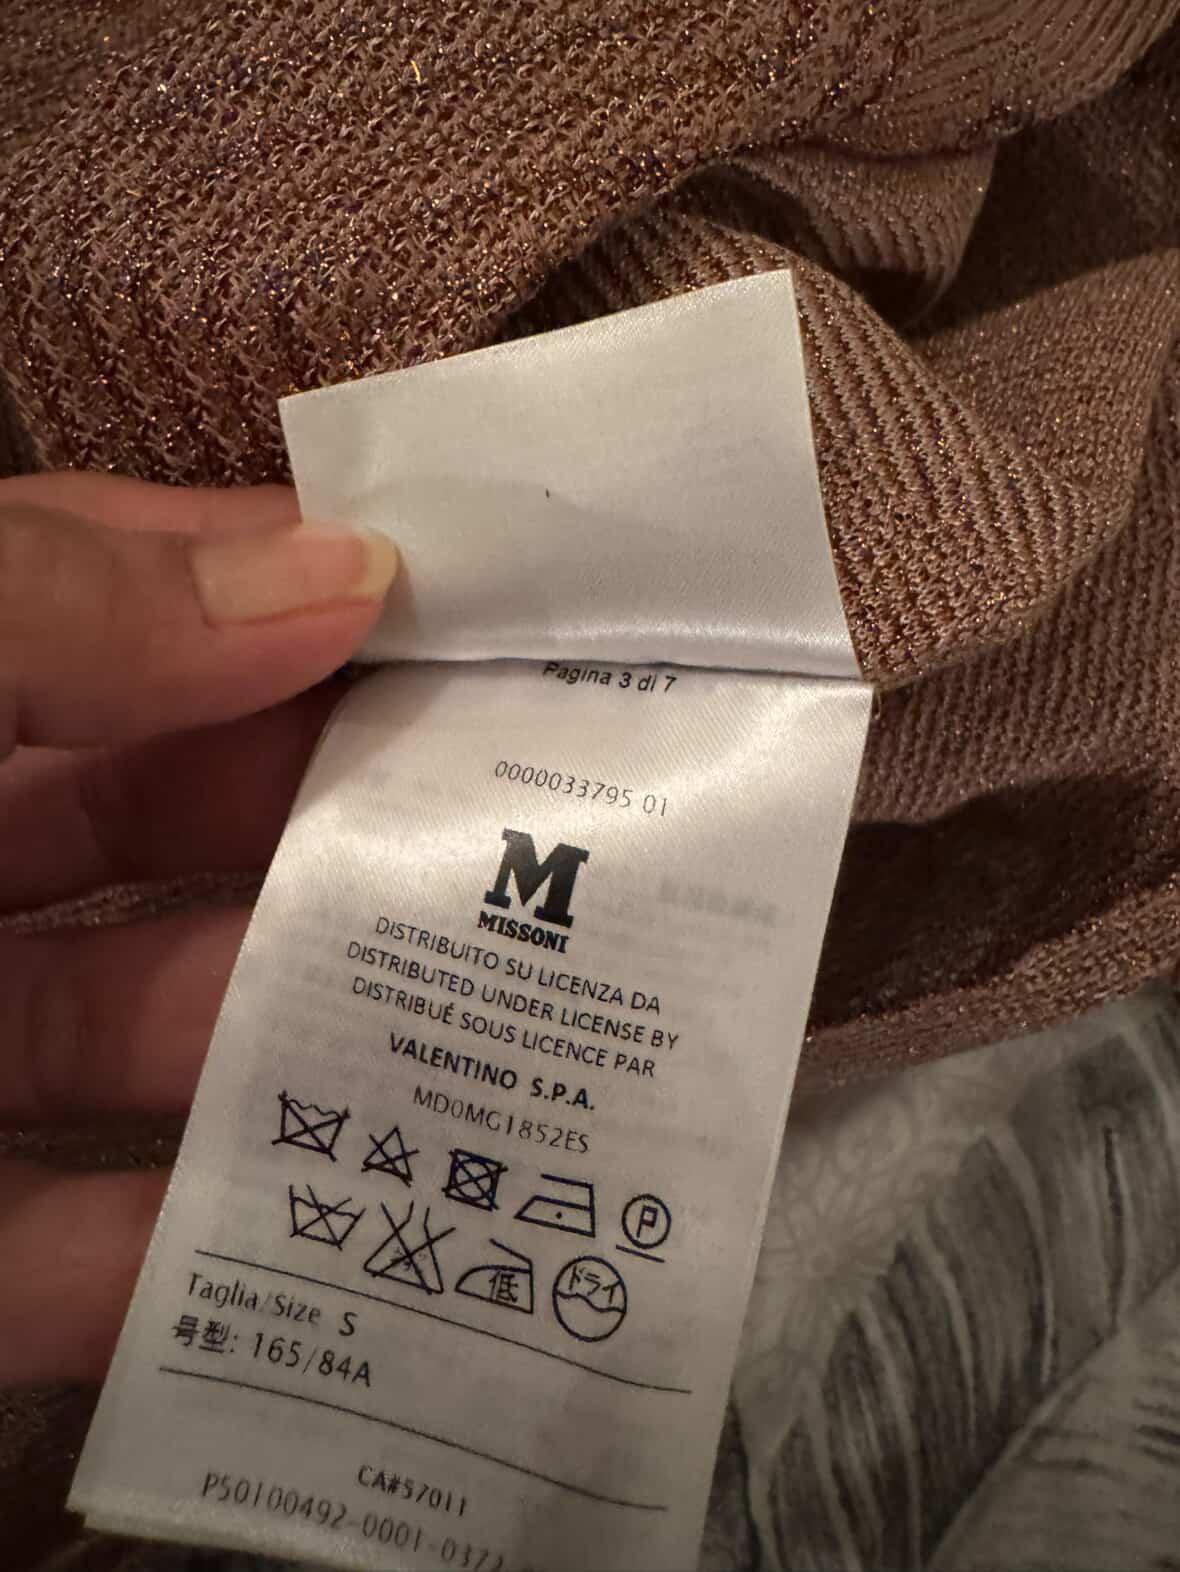 Pagina 3 di 7
0000033795 01
M
MISSONI
DISTRIBUITO SU LICENZA DA
DISTRIBUTED UNDER LICENSE BY
DISTRIBUÉ SOUS LICENCE PAR
VALENTINO S.P.A.
MD0MG1852ES
P
低 ドライ
Taglia/Size S
号型: 165/84A
CA#57011